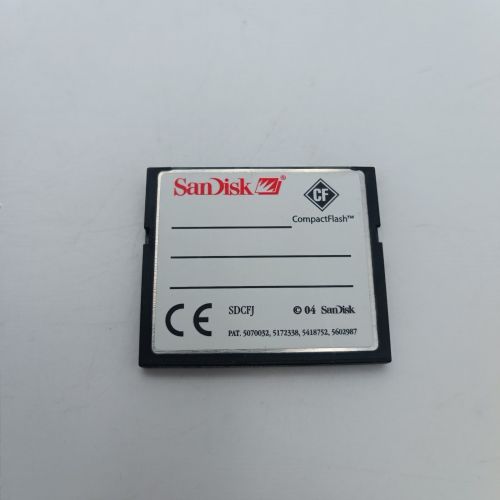 SanDisk ®
CF
CompactFlash™
CE SDCFJ © 04 SanDisk
PAT. 5070032, 5172338, 5418752, 5602987